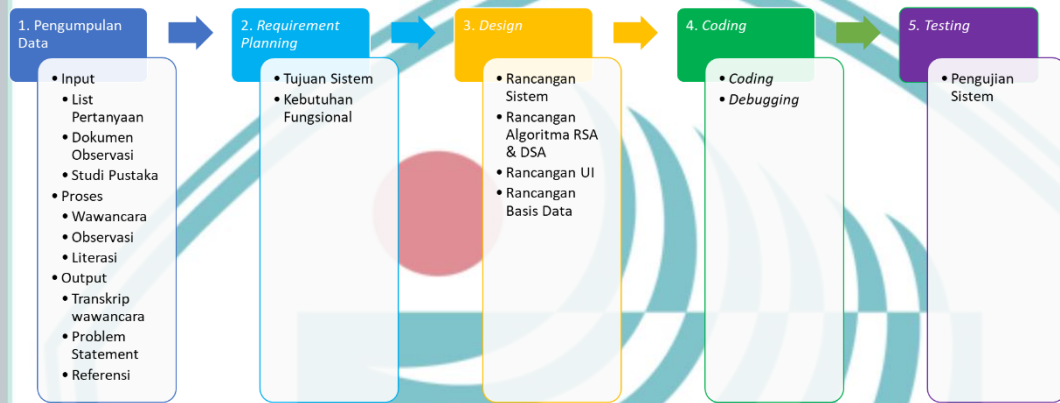 1. Pengumpulan
Data
• Input
• List
Pertanyaan
• Dokumen
Observasi
• Studi Pustaka
• Proses
• Wawancara
• Observasi
• Literasi
• Output
• Transkrip
wawancara
• Problem
Statement
• Referensi
2. Requirement
Planning
• Tujuan Sistem
• Kebutuhan
Fungsional
3. Design
• Rancangan
Sistem
• Rancangan
Algoritma RSA
& DSA
• Rancangan UI
• Rancangan
Basis Data
4. Coding
• Coding
• Debugging
5. Testing
• Pengujian
Sistem